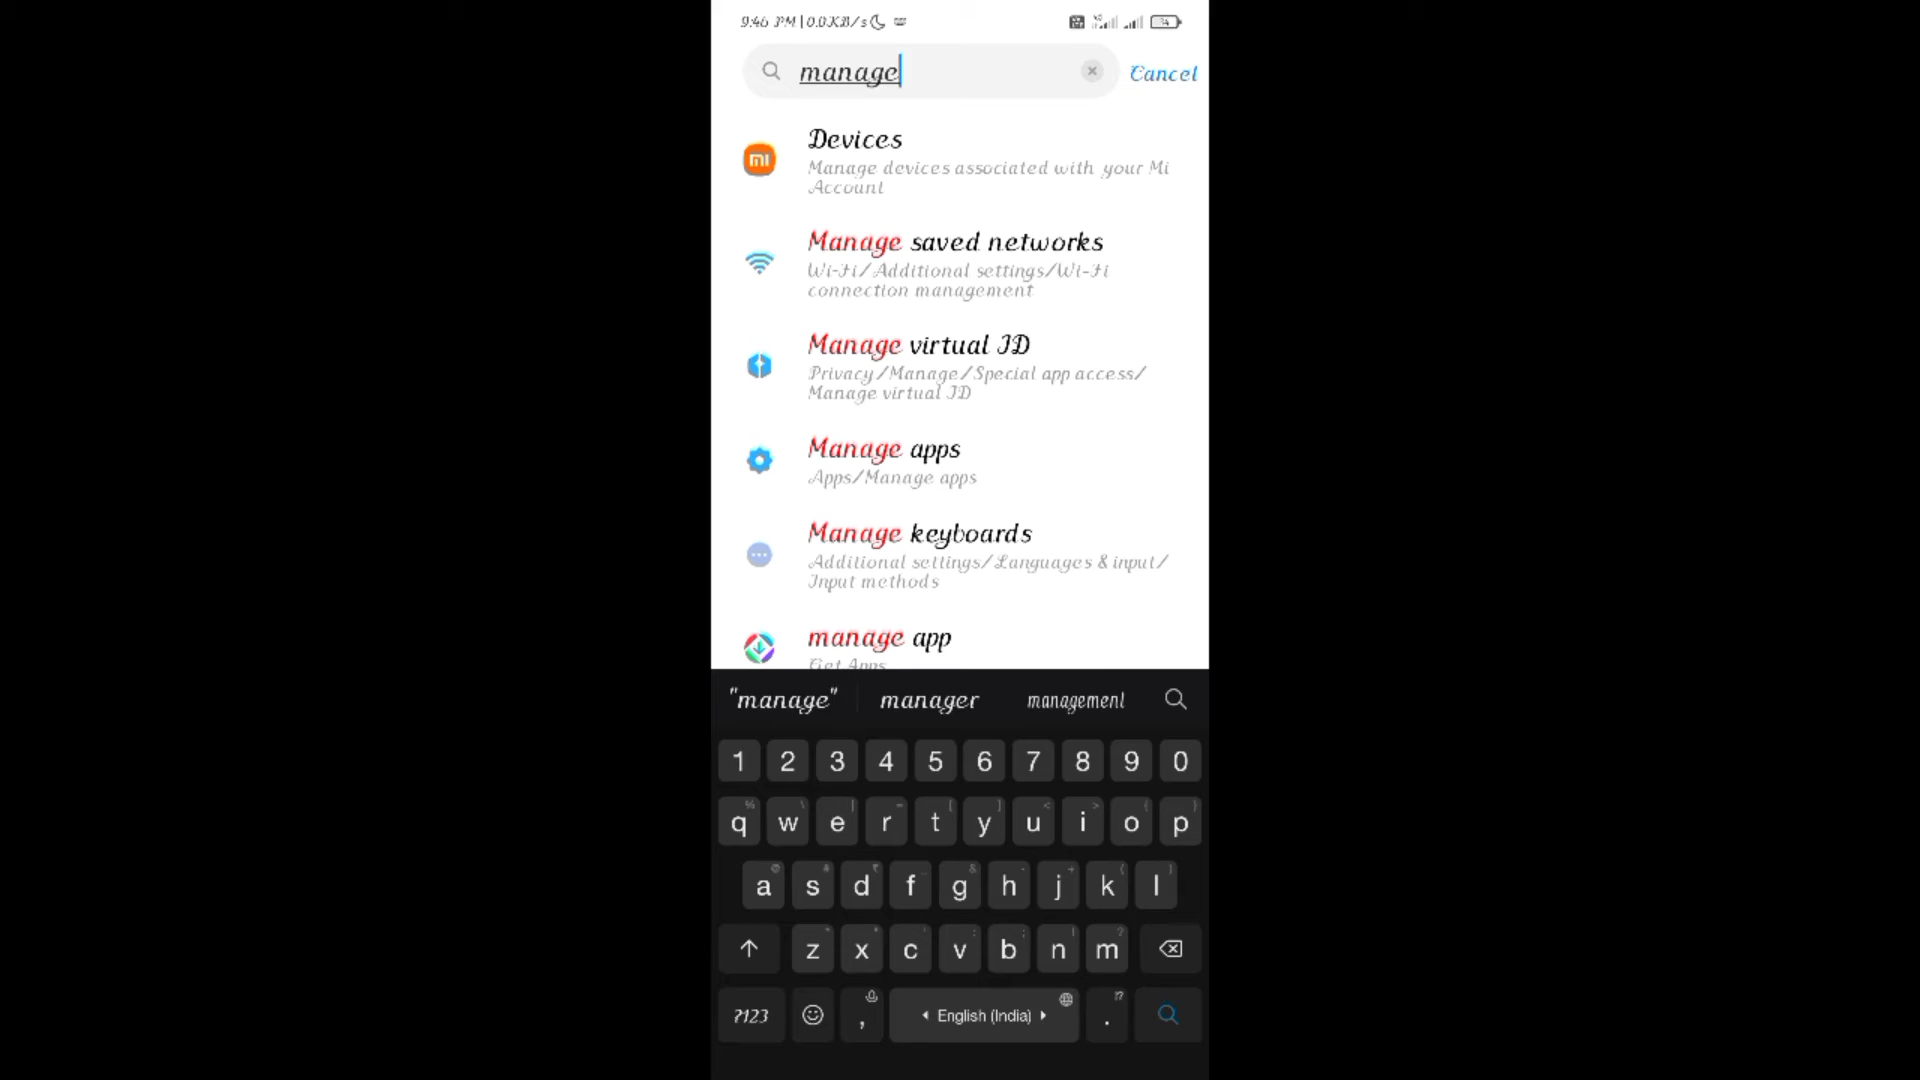 9:46 PM | 0.0KB/s
manage
Cancel
mi
Devices
Manage devices associated with your Mi
Account
Manage saved networks
Wi-Fi/Additional settings/Wi-Fi
connection management
Manage virtual ID
Privacy/Manage/Special app access/
Manage virtual ID
Manage apps
Apps/Manage apps
Manage keyboards
Additional settings/Languages & input/
Input methods
manage app
Get Apps
"manage" manager management
1 2 3 4 5 6 7 8 9 0
q w e r t y u i o p
a s d f g h j k l
z x c v b n m
?123 , English (India) .